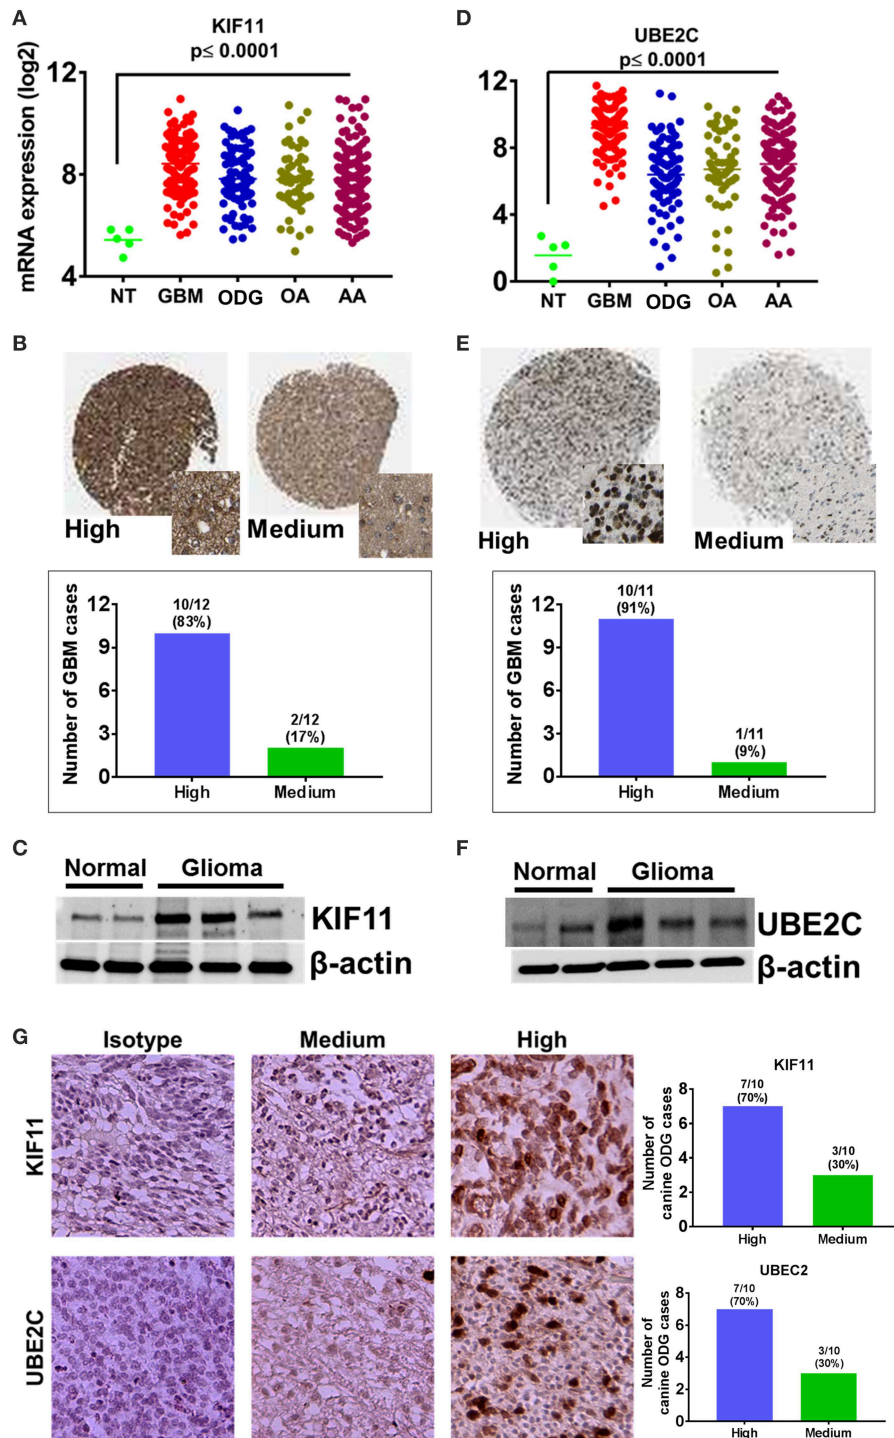 A
KIF11
p≤ 0.0001
mRNA expression (log2)
12
8
4
NT GBM ODG OA AA
D
UBE2C
p≤ 0.0001
12
8
4
0
NT GBM ODG OA AA
B
High
Medium
Number of GBM cases
12
9
6
3
0
10/12
(83%)
2/12
(17%)
High Medium
E
High
Medium
Number of GBM cases
12
9
6
3
0
10/11
(91%)
1/11
(9%)
High Medium
C
Normal Glioma
KIF11
β-actin
F
Normal Glioma
UBE2C
β-actin
G
Isotype Medium High
KIF11
UBE2C
KIF11
Number of
canine ODG cases
8
6
4
2
0
7/10
(70%)
3/10
(30%)
High Medium
UBEC2
Number of
canine ODG cases
8
6
4
2
0
7/10
(70%)
3/10
(30%)
High Medium